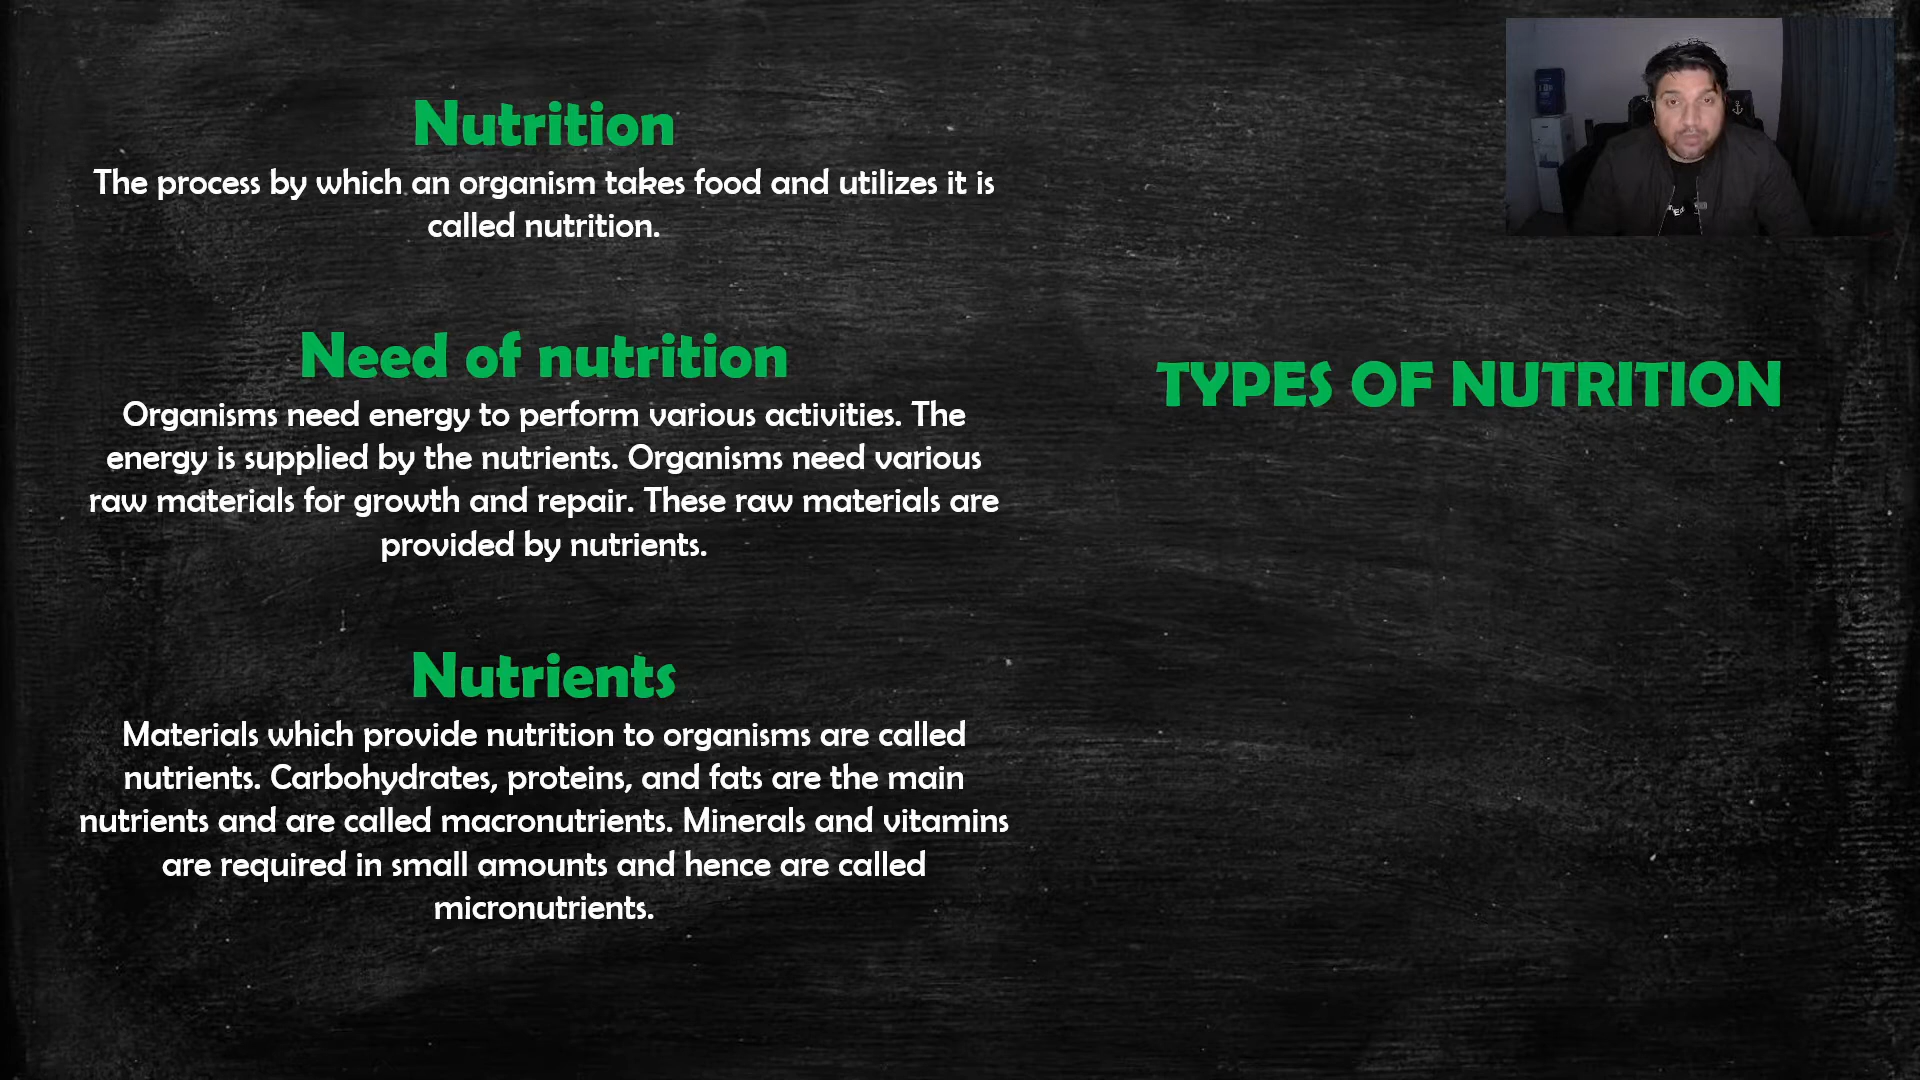 Nutrition
The process by which an organism takes food and utilizes it is
called nutrition.
Need of nutrition
Organisms need energy to perform various activities. The
energy is supplied by the nutrients. Organisms need various
raw materials for growth and repair. These raw materials are
provided by nutrients.
Nutrients
Materials which provide nutrition to organisms are called
nutrients. Carbohydrates, proteins, and fats are the main
nutrients and are called macronutrients. Minerals and vitamins
are required in small amounts and hence are called
micronutrients.
TYPES OF NUTRITION